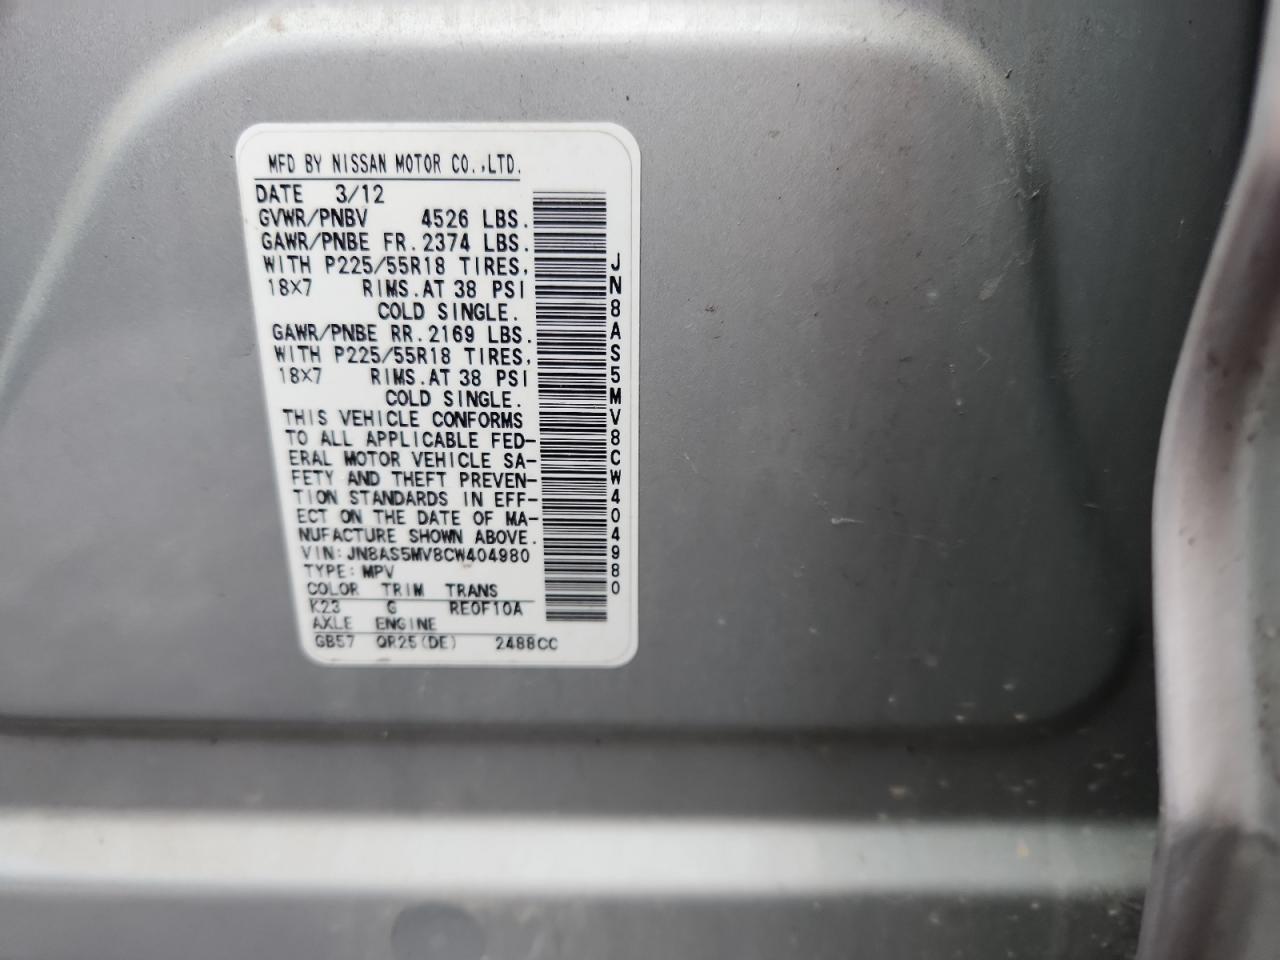 MFD BY NISSAN MOTOR CO.,LTD.
DATE 3/12
GVWR/PNBV 4526 LBS.
GAWR/PNBE FR.2374 LBS.
WITH P225/55R18 TIRES,
18×7 RIMS.AT 38 PSI
COLD SINGLE.
GAWR/PNBE RR.2169 LBS.
WITH P225/55R18 TIRES,
18×7 RIMS.AT 38 PSI
COLD SINGLE.
THIS VEHICLE CONFORMS
TO ALL APPLICABLE FED-
ERAL MOTOR VEHICLE SA-
FETY AND THEFT PREVEN-
TION STANDARDS IN EFF-
ECT ON THE DATE OF MA-
NUFACTURE SHOWN ABOVE.
VIN:JN8AS5MV8CW404980
TYPE:MPV
COLOR TRIM TRANS
K23 G RE0F10A
AXLE ENGINE
GB57 QR25(DE) 2488CC
JN8AS5MV8CW404980